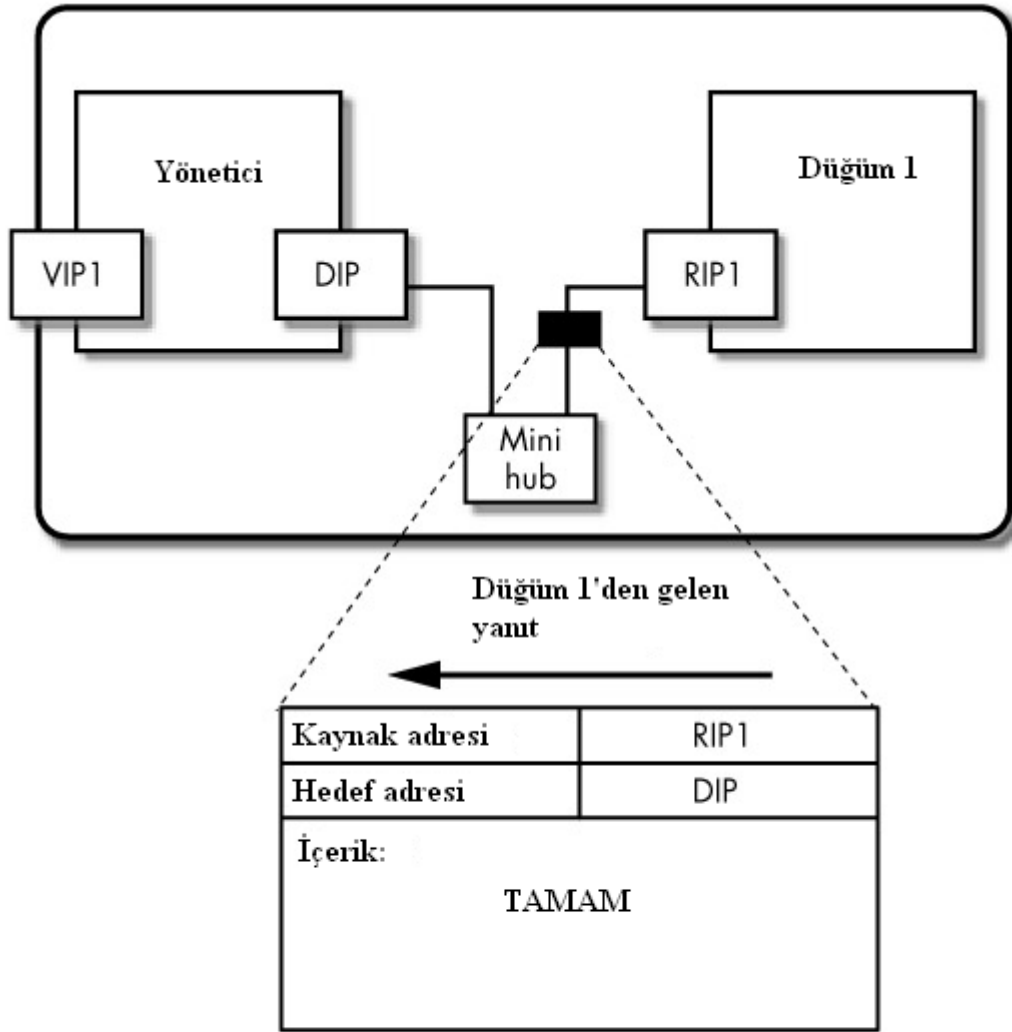 Yönetici
Düğüm 1
VIP1
DIP
RIP1
Mini
hub
Düğüm 1'den gelen
yanıt
Kaynak adresi RIP1
Hedef adresi DIP
İçerik:
TAMAM